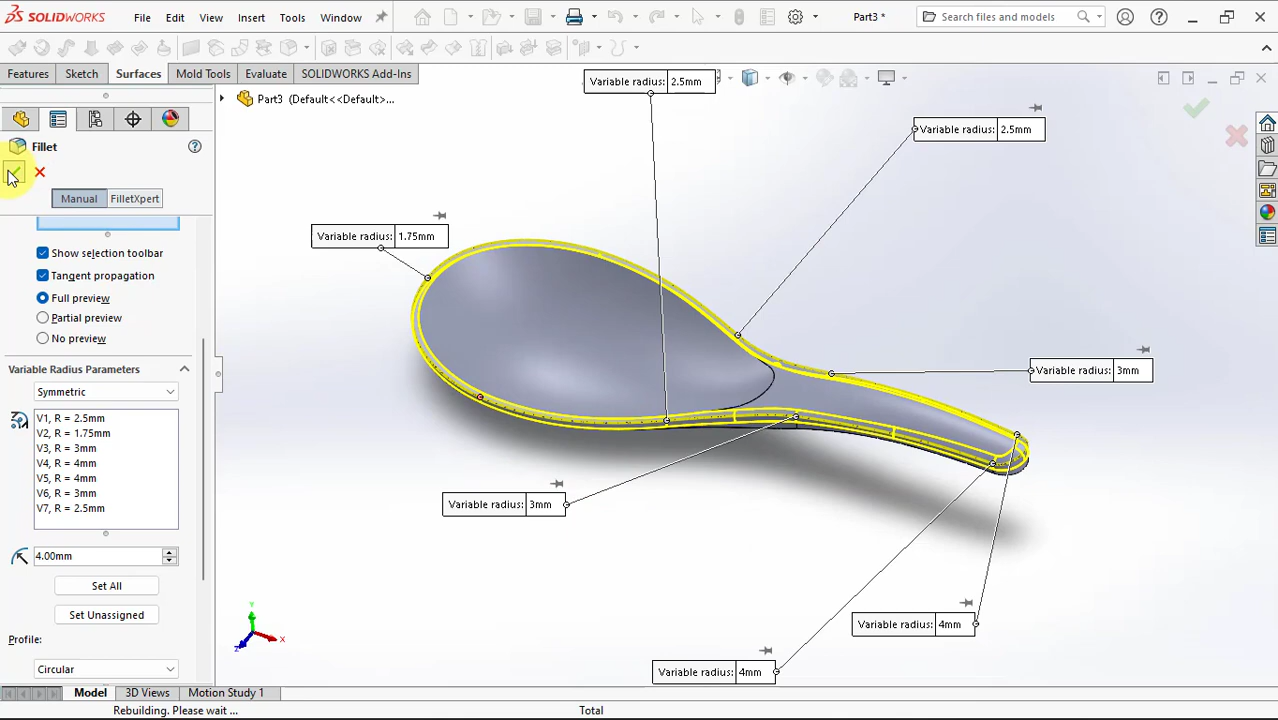 SOLIDWORKS File Edit View Insert Tools Window Part3 * Search files and models
Features Sketch Surfaces Mold Tools Evaluate SOLIDWORKS Add-Ins
Variable radius: 2.5mm
Part3 (Default<<Default>...
Variable radius: 2.5mm
Fillet
Manual FilletXpert
Variable radius: 1.75mm
Show selection toolbar
Tangent propagation
Full preview
Partial preview
No preview
Variable Radius Parameters
Variable radius: 3mm
Symmetric
V1, R = 2.5mm
V2, R = 1.75mm
V3, R = 3mm
V4, R = 4mm
V5, R = 4mm
V6, R = 3mm
V7, R = 2.5mm
Variable radius: 3mm
4.00mm
Set All
Set Unassigned
Variable radius: 4mm
Profile:
Circular
Variable radius: 4mm
Y
X
Z
Model 3D Views Motion Study 1
Rebuilding. Please wait ... Total